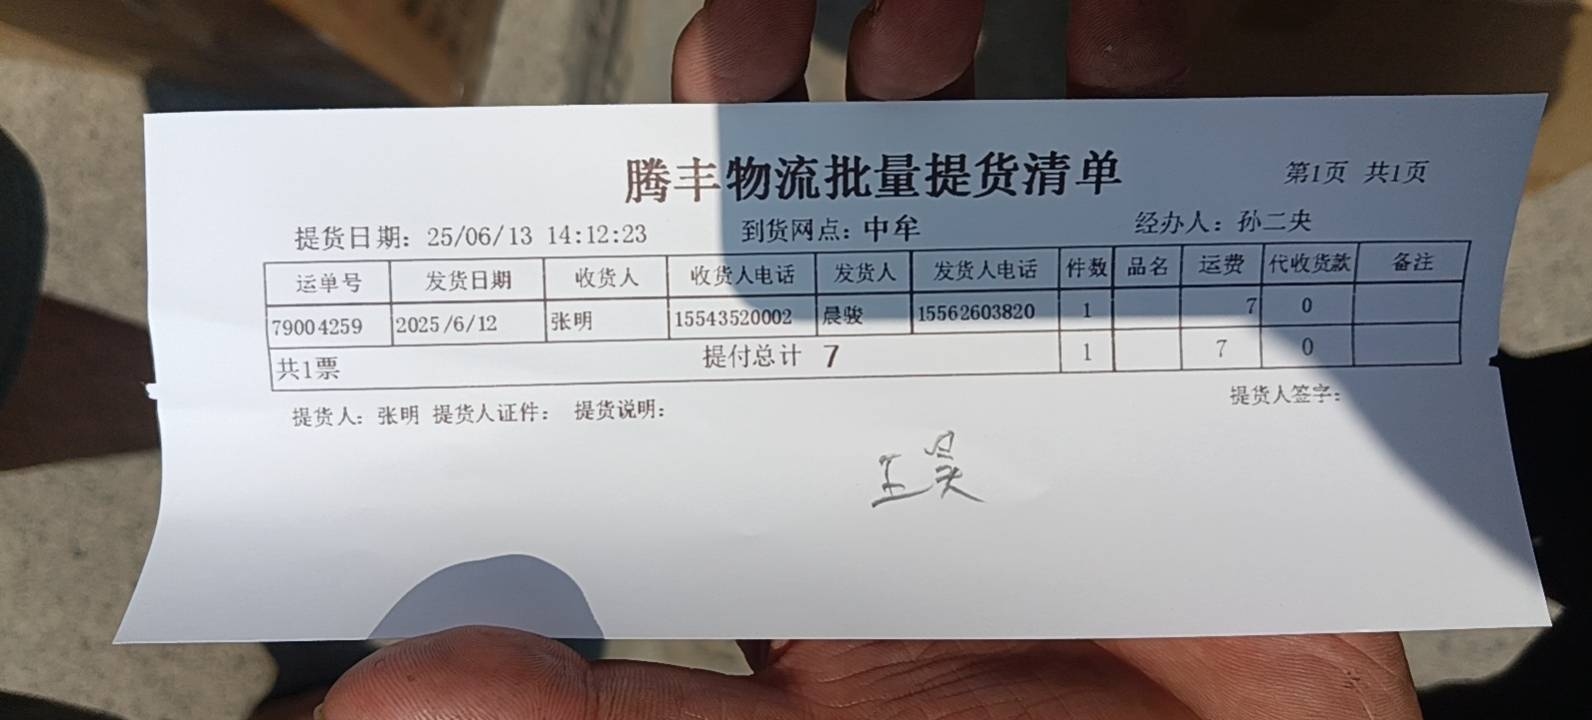 腾丰物流批量提货清单
第1页 共1页
提货日期: 25/06/13 14:12:23 到货网点: 中牟 经办人: 孙二央
运单号 发货日期 收货人 收货人电话 发货人 发货人电话 件数 品名 运费 代收货款 备注
79004259 2025/6/12 张明 15543520002 晨骏 15562603820 1 7 0
共1票 提付总计 7 1 7 0
提货人: 张明 提货人证件: 提货说明: 提货人签字:
王昊